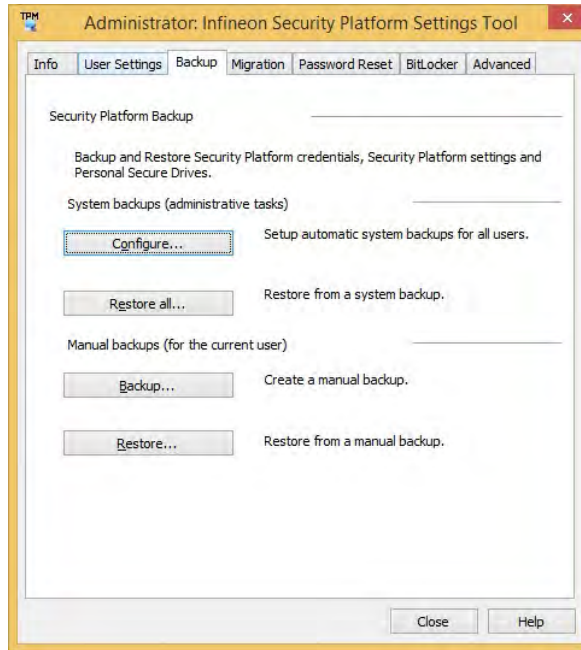 TPM
Administrator: Infineon Security Platform Settings Tool
Info User Settings Backup Migration Password Reset BitLocker Advanced
Security Platform Backup
Backup and Restore Security Platform credentials, Security Platform settings and
Personal Secure Drives.
System backups (administrative tasks)
Configure... Setup automatic system backups for all users.
Restore all... Restore from a system backup.
Manual backups (for the current user)
Backup... Create a manual backup.
Restore... Restore from a manual backup.
Close Help